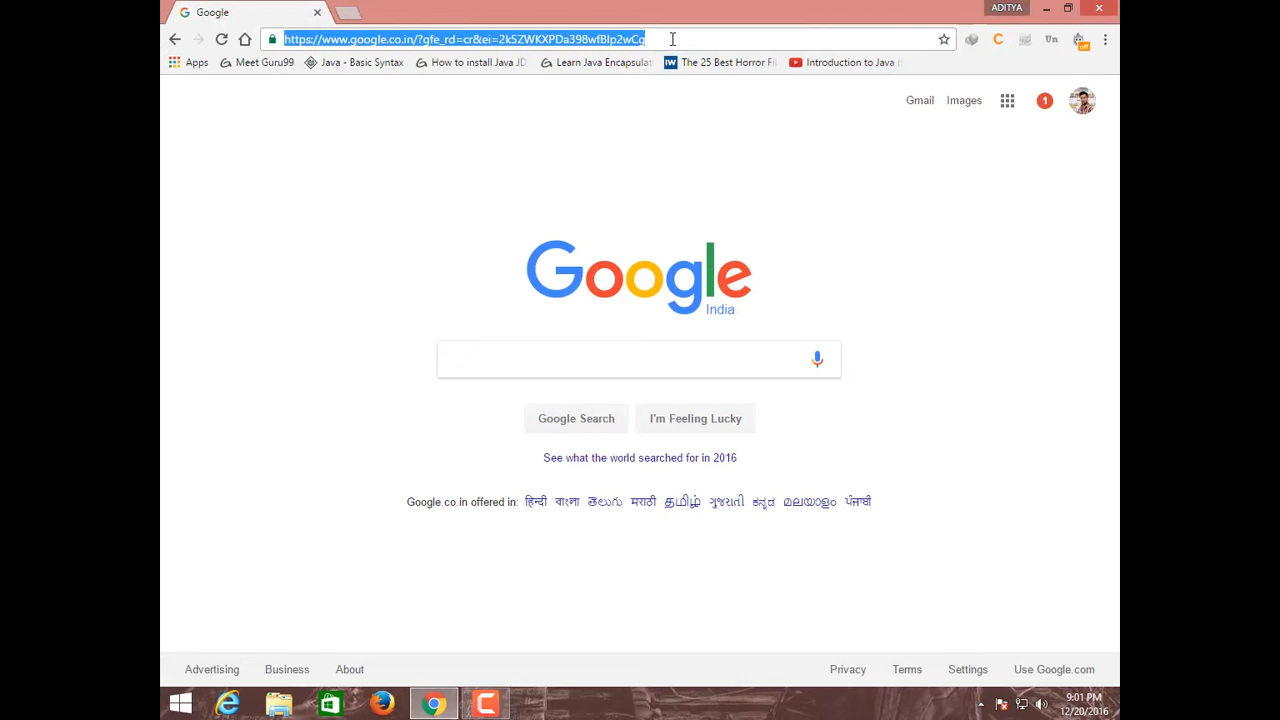 Google
ADITYA
https://www.google.co.in/?gfe_rd=cr&ei=2k5ZWKXPDa398wfBIp2wCg
Apps Meet Guru99 Java - Basic Syntax How to install Java JD Learn Java Encapsulat IW The 25 Best Horror Fi Introduction to Java (
Gmail Images 1
Google
India
Google Search I'm Feeling Lucky
See what the world searched for in 2016
Google.co.in offered in: हिन्दी বাংলা తెలుగు मराठी தமிழ் ગુજરાતી ಕನ್ನಡ മലയാളം ਪੰਜਾਬੀ
Advertising Business About Privacy Terms Settings Use Google.com
9:01 PM
12/20/2016